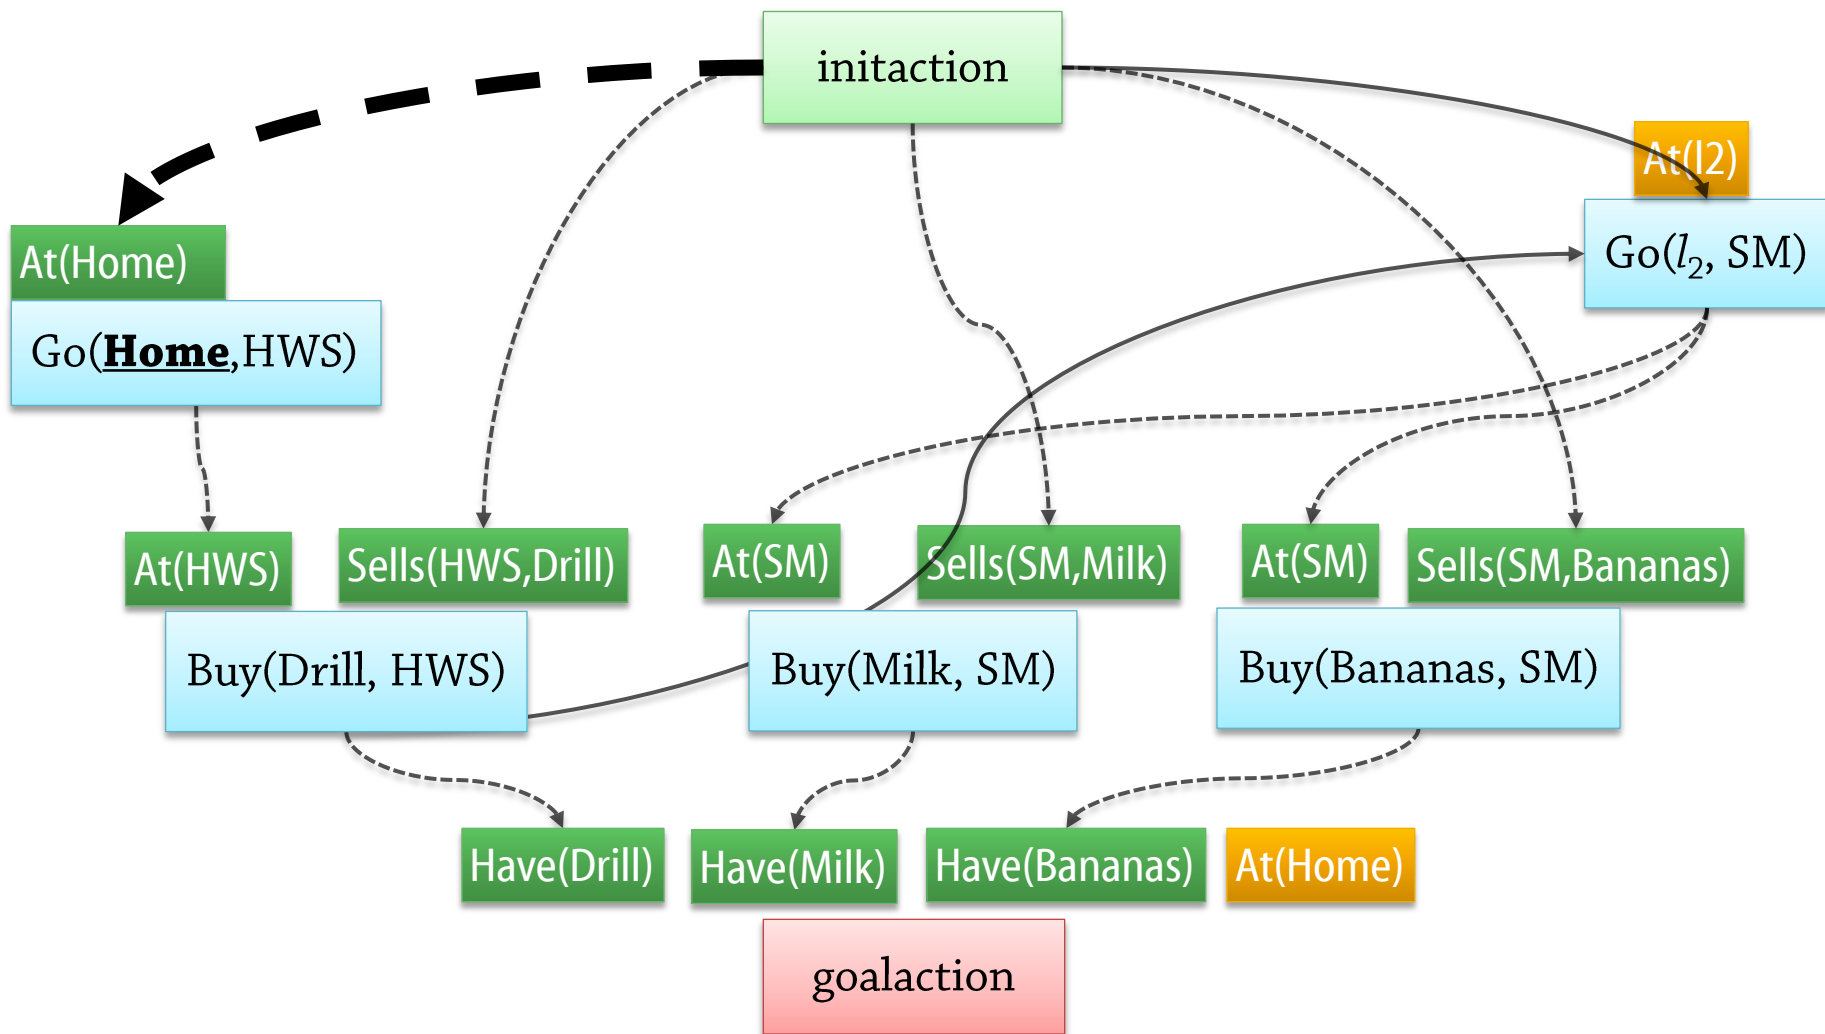 initaction
At(l2)
Go(l₂, SM)
At(Home)
Go(Home,HWS)
At(HWS)
Sells(HWS,Drill)
At(SM)
Sells(SM,Milk)
At(SM)
Sells(SM,Bananas)
Buy(Drill, HWS)
Buy(Milk, SM)
Buy(Bananas, SM)
Have(Drill)
Have(Milk)
Have(Bananas)
At(Home)
goalaction